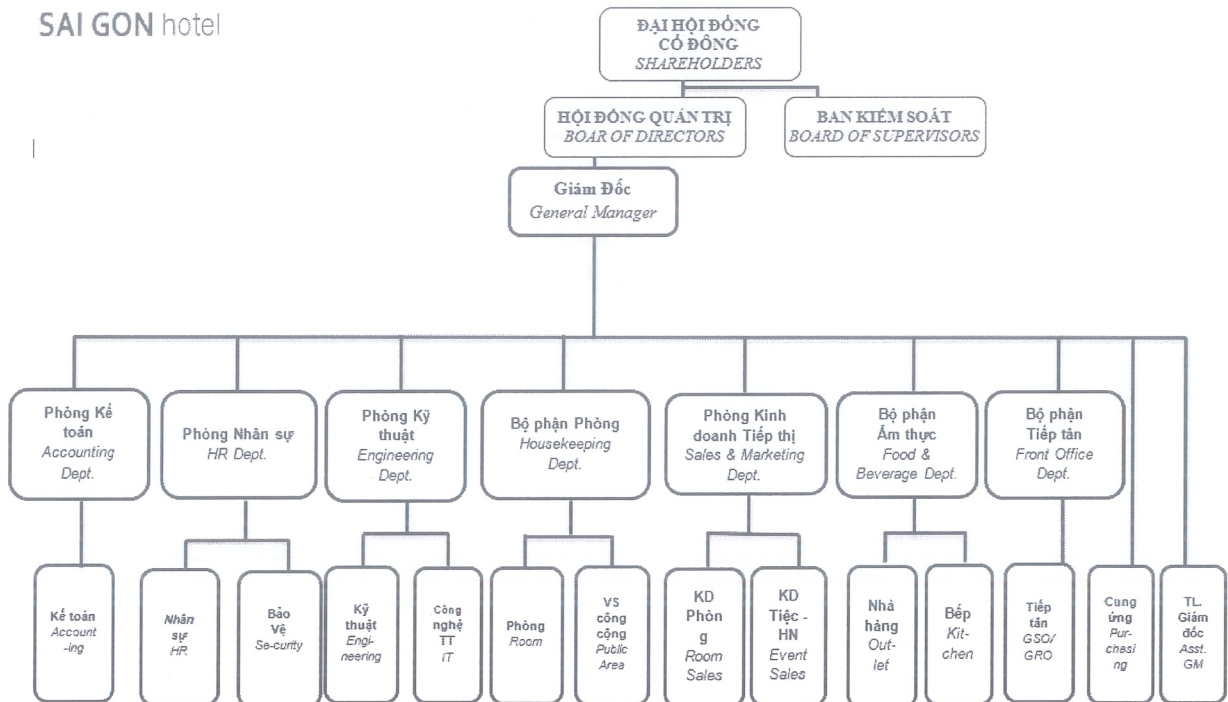 SAI GON hotel
ĐẠI HỘI ĐỒNG
CỔ ĐÔNG
SHAREHOLDERS
HỘI ĐỒNG QUẢN TRỊ
BOAR OF DIRECTORS
BAN KIỂM SOÁT
BOARD OF SUPERVISORS
Giám Đốc
General Manager
Phòng Kế
toán
Accounting
Dept.
Phòng Nhân sự
HR Dept.
Phòng Kỹ
thuật
Engineering
Dept.
Bộ phận Phòng
Housekeeping
Dept.
Phòng Kinh
doanh Tiếp thị
Sales & Marketing
Dept.
Bộ phận
Ẩm thực
Food &
Beverage Dept.
Bộ phận
Tiếp tân
Front Office
Dept.
Kế toán
Account
-ing
Nhân
sự
HR
Bảo
Vệ
Se-curity
Kỹ
thuật
Engi-
neering
Công
nghệ
TT
IT
Phòng
Room
VS
công
cộng
Public
Area
KD
Phòn
g
Room
Sales
KD
Tiệc -
HN
Event
Sales
Nhà
hàng
Out-
let
Bếp
Kit-
chen
Tiếp
tân
GSO/
GRO
Cung
ứng
Pur-
chasi
ng
TL.
Giám
đốc
Asst.
GM